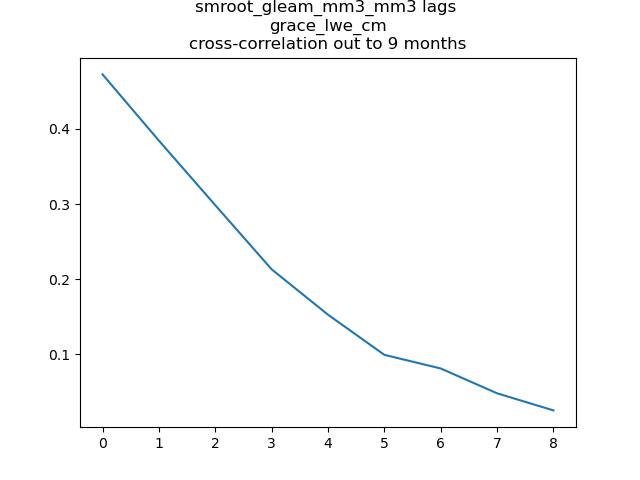 smroot_gleam_mm3_mm3 lags
grace_lwe_cm
cross-correlation out to 9 months
0.4
0.3
0.2
0.1
0 1 2 3 4 5 6 7 8